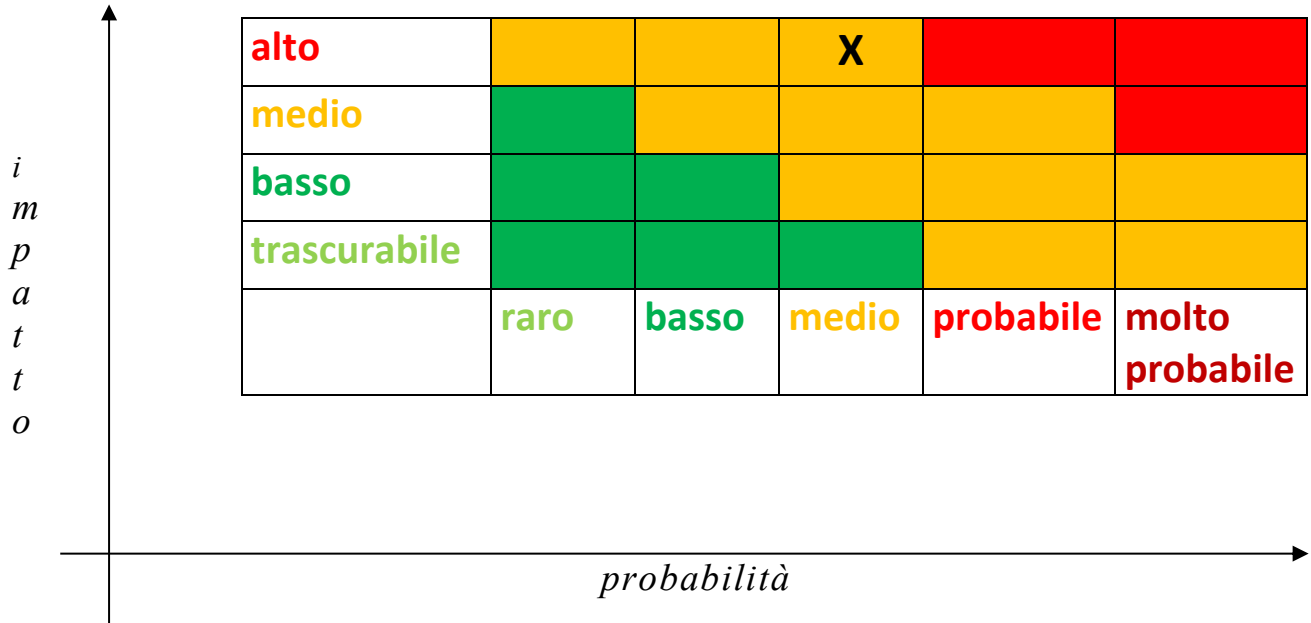 alto X
medio
basso
trascurabile
raro basso medio probabile molto
probabile
i
m
p
a
t
t
o
probabilità